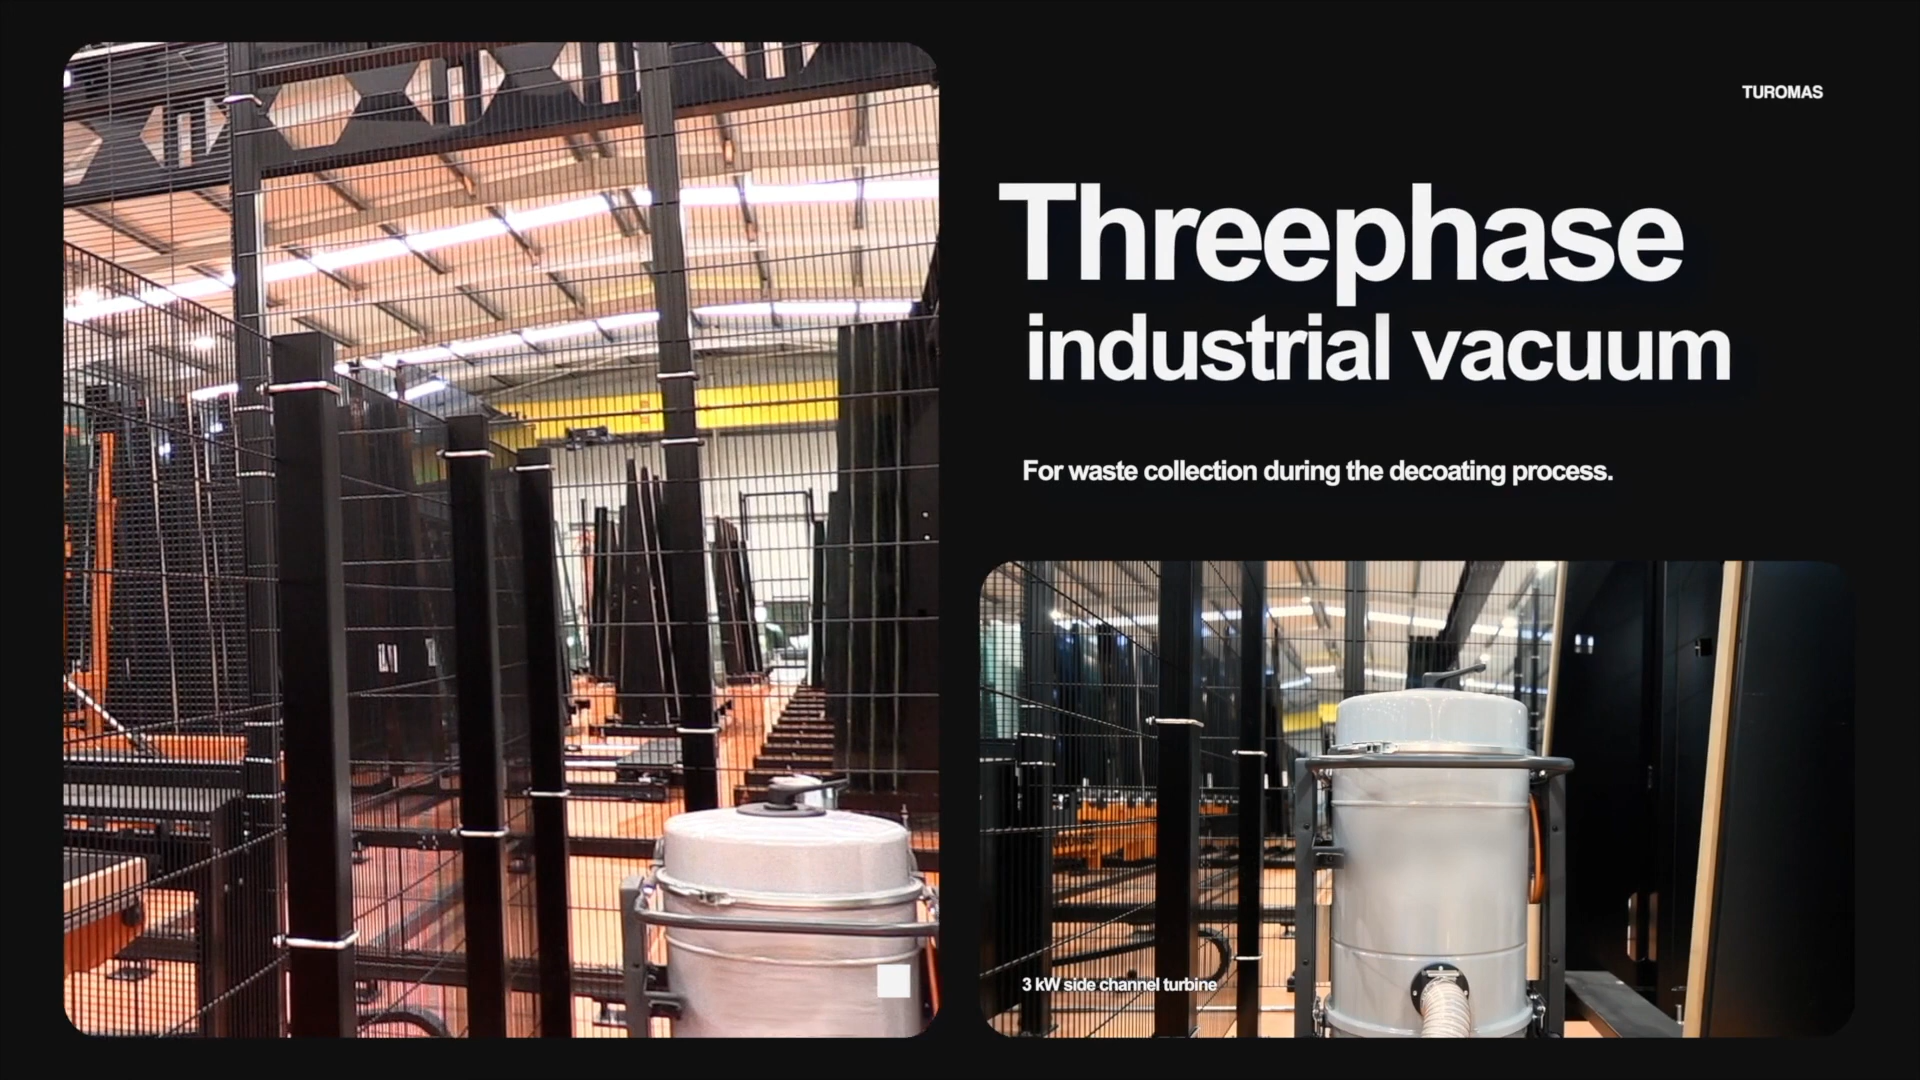 TUROMAS
Threephase
industrial vacuum
For waste collection during the decoating process.
3 kW side channel turbine